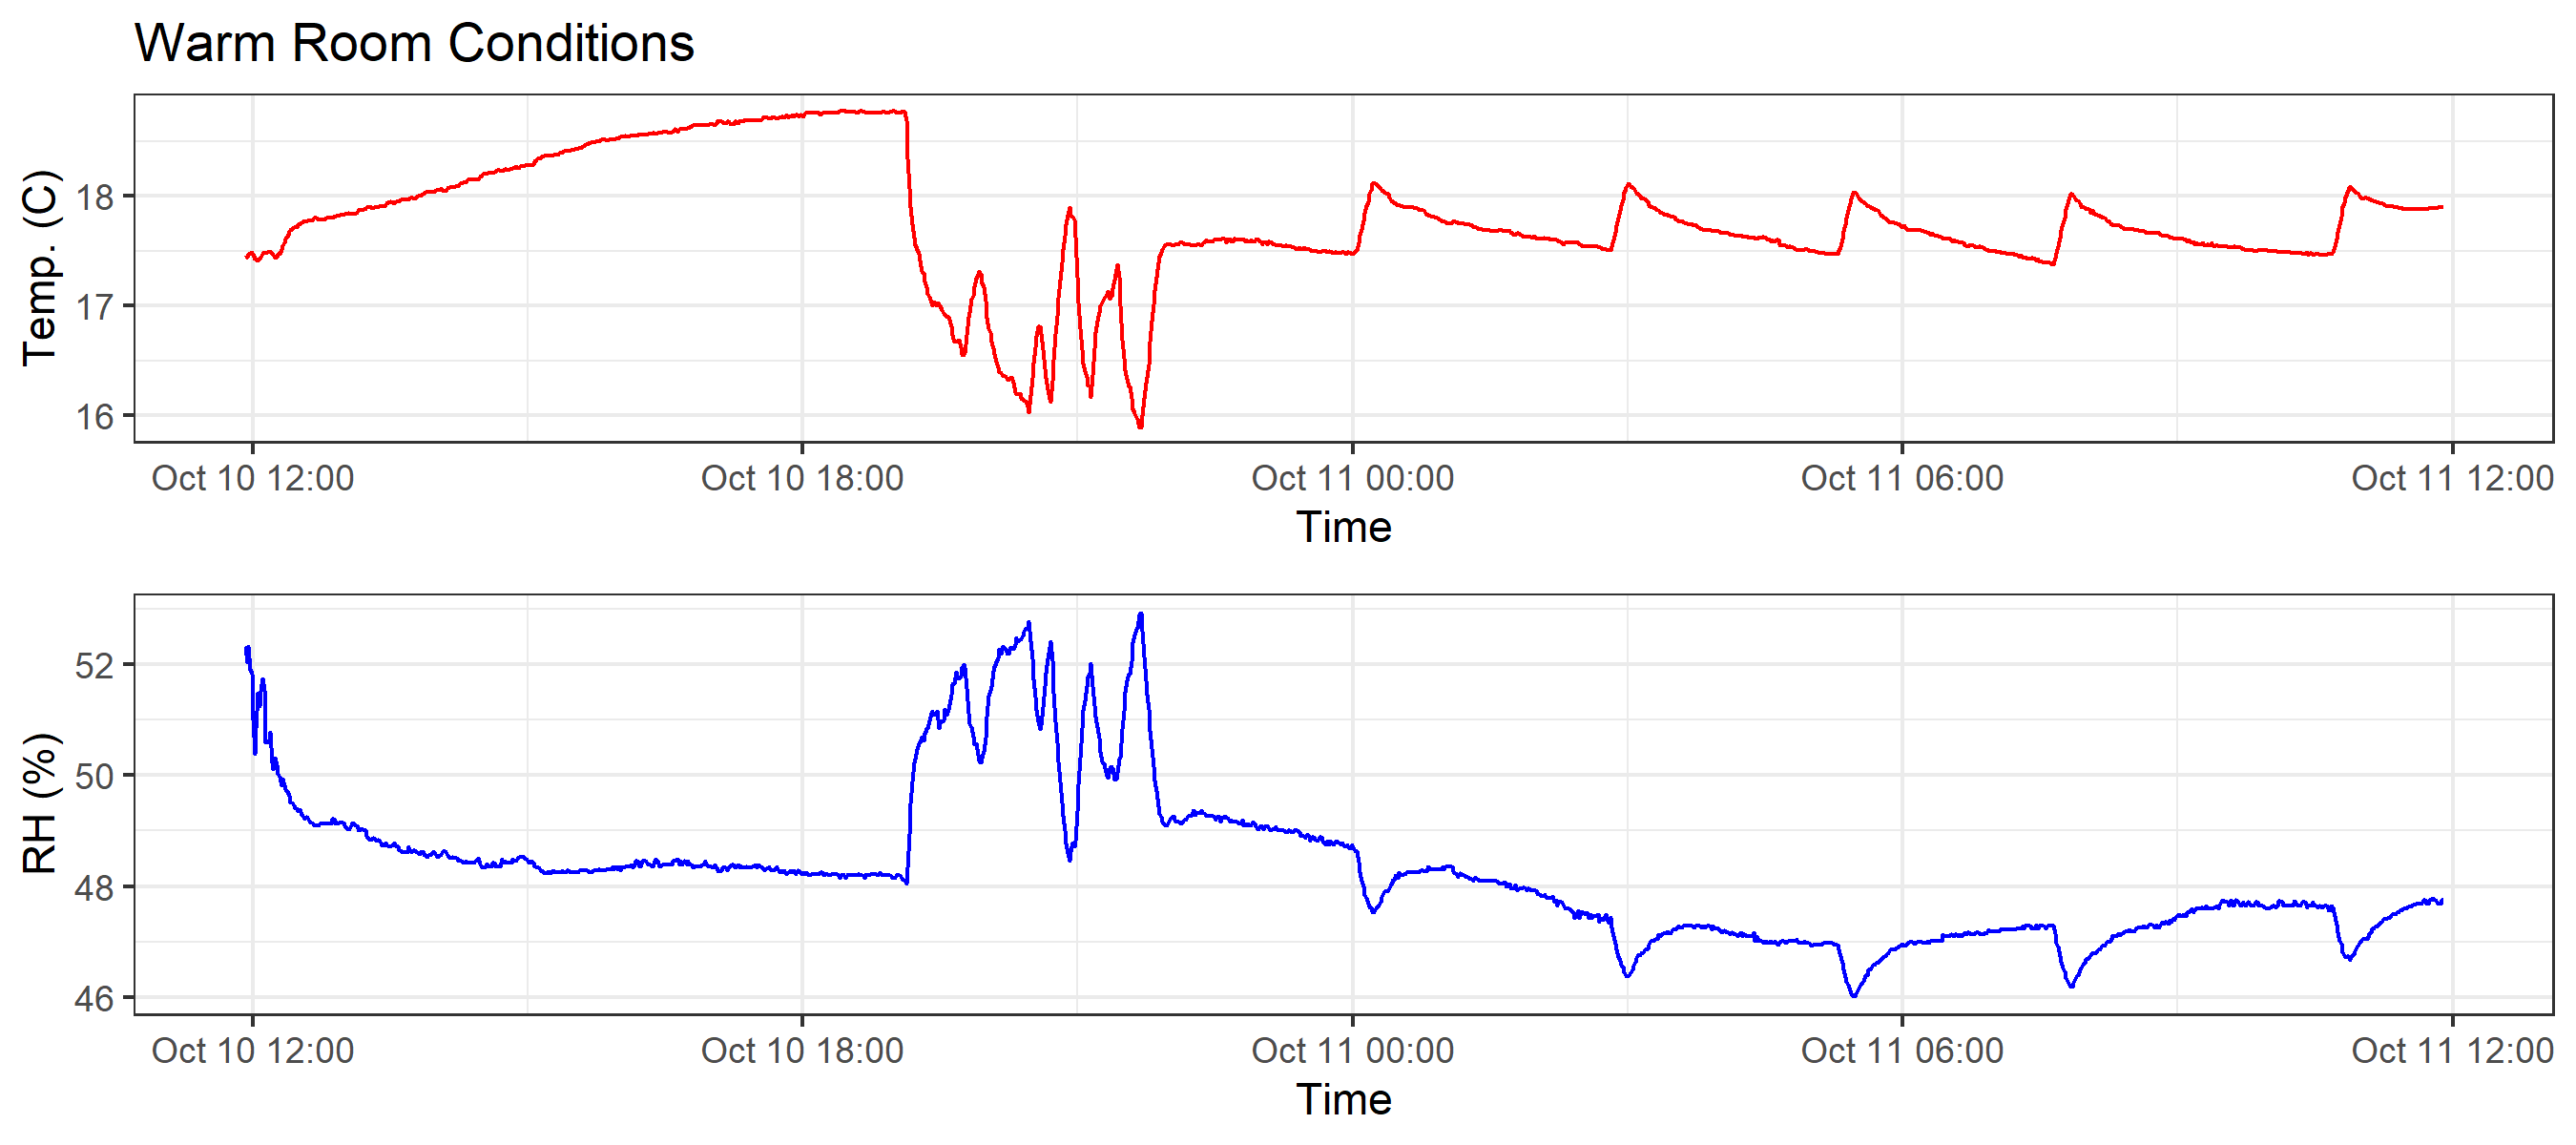 Warm Room Conditions
Temp. (C)
18
17
16
Oct 10 12:00 Oct 10 18:00 Oct 11 00:00 Oct 11 06:00 Oct 11 12:00
Time
RH (%)
52
50
48
46
Oct 10 12:00 Oct 10 18:00 Oct 11 00:00 Oct 11 06:00 Oct 11 12:00
Time